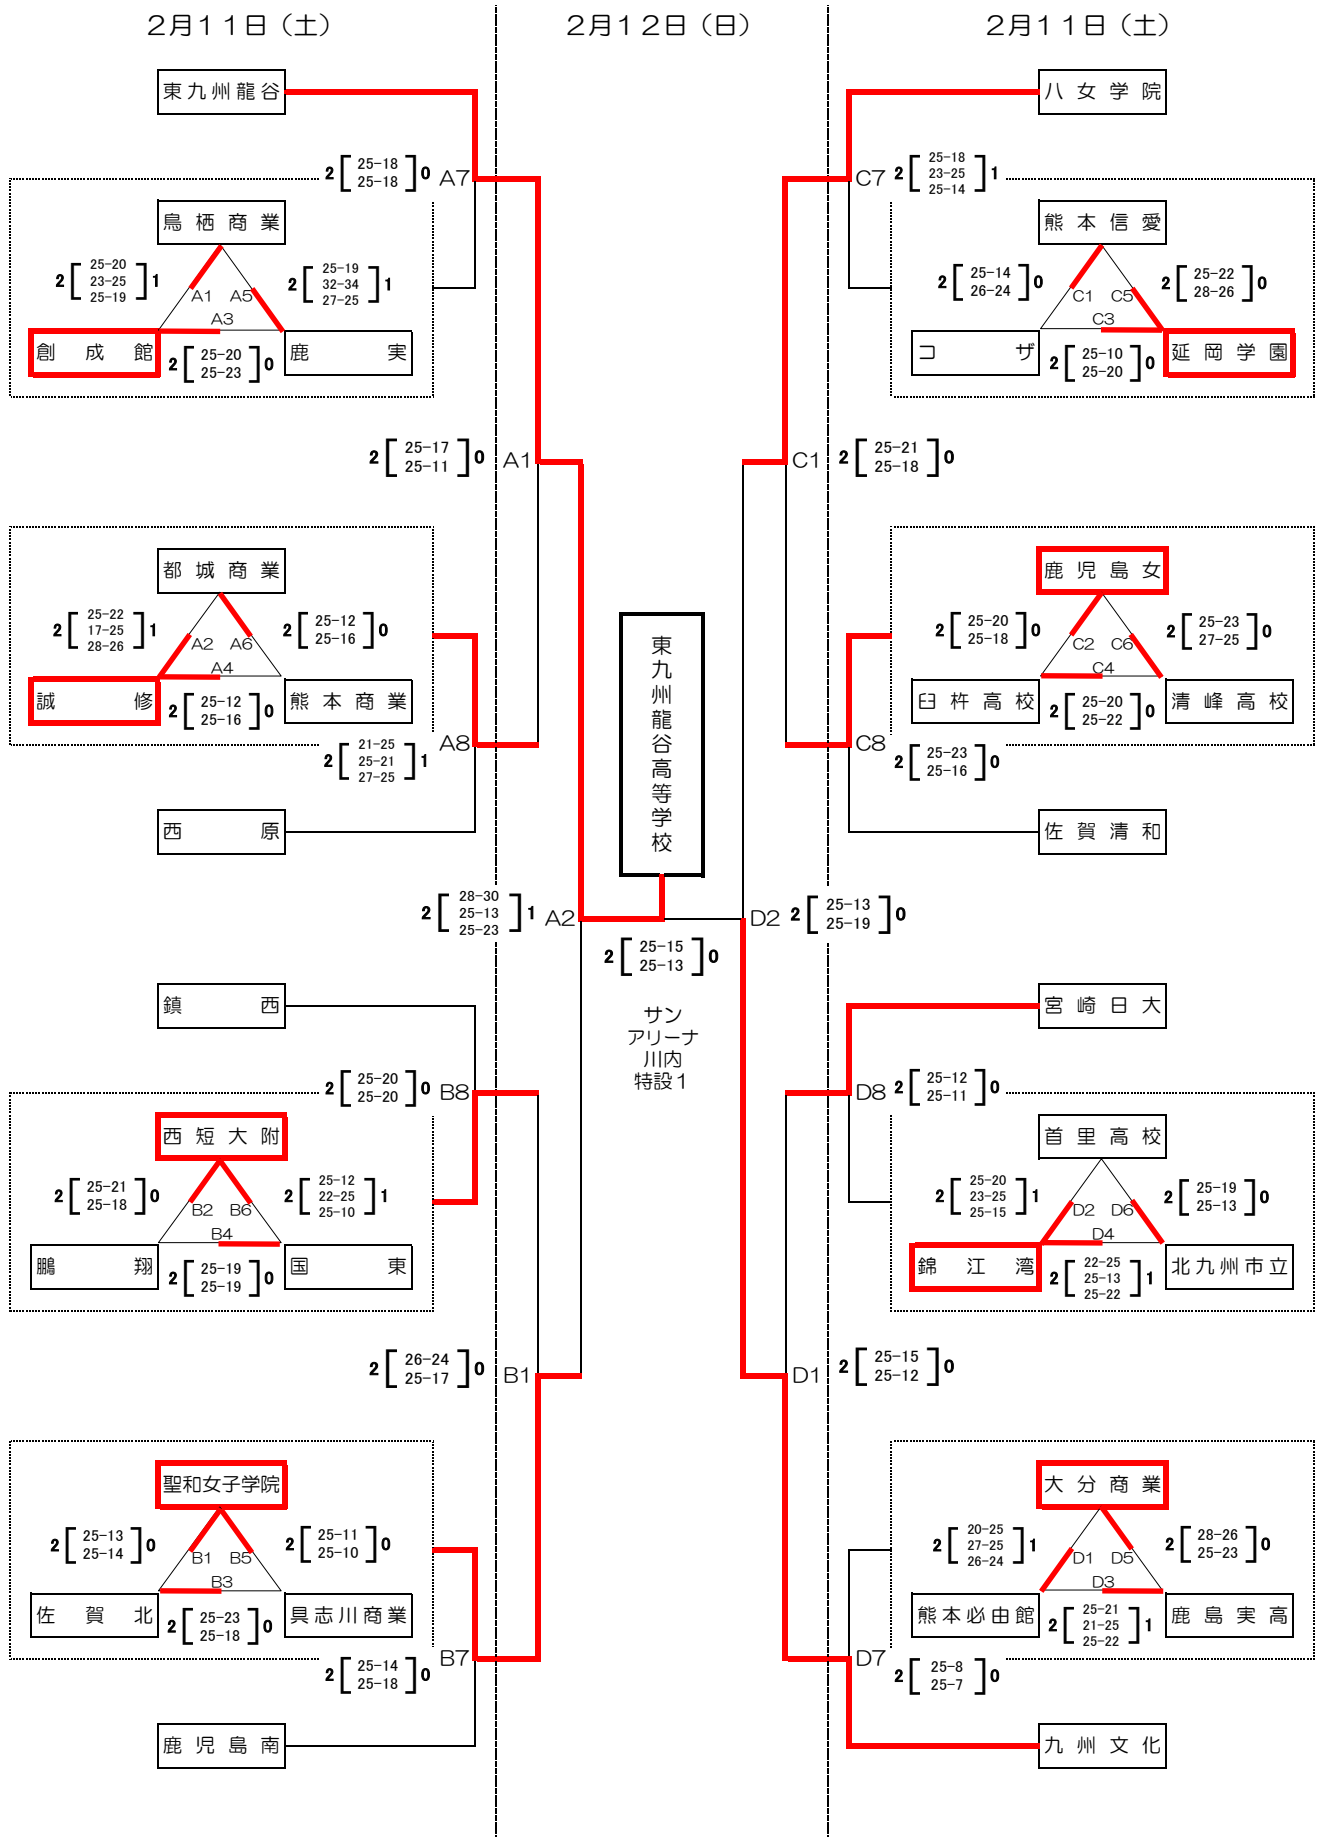 2月11日（土）
2月12日（日）
2月11日（土）
東九州龍谷
2 [25-18 25-18] 0 A7
鳥栖商業
2 [25-20 23-25 25-19] 1
A1 A5
2 [25-19 32-34 27-25] 1
A3
創成館
2 [25-20 25-23] 0
鹿実
2 [25-17 25-11] 0 A1
都城商業
2 [25-22 17-25 28-26] 1
A2 A6
2 [25-12 25-16] 0
A4
誠修
2 [25-12 25-16] 0
熊本商業
2 [21-25 25-21 27-25] 1 A8
西原
2 [28-30 25-13 25-23] 1 A2
鎮西
2 [25-20 25-20] 0 B8
西短大附
2 [25-21 25-18] 0
B2 B6
2 [25-12 22-25 25-10] 1
B4
鵬翔
2 [25-19 25-19] 0
国東
2 [26-24 25-17] 0 B1
聖和女子学院
2 [25-13 25-14] 0
B1 B5
2 [25-11 25-10] 0
B3
佐賀北
2 [25-23 25-18] 0
具志川商業
2 [25-14 25-18] 0 B7
鹿児島南
東九州龍谷高等学校
2 [25-15 25-13] 0
サン
アリーナ
川内
特設1
八女学院
C7 2 [25-18 23-25 25-14] 1
熊本信愛
2 [25-14 26-24] 0
C1 C5
2 [25-22 28-26] 0
C3
コザ
2 [25-10 25-20] 0
延岡学園
C1 2 [25-21 25-18] 0
鹿児島女
2 [25-20 25-18] 0
C2 C6
2 [25-23 27-25] 0
C4
臼杵高校
2 [25-20 25-22] 0
清峰高校
C8 2 [25-23 25-16] 0
佐賀清和
D2 2 [25-13 25-19] 0
宮崎日大
D8 2 [25-12 25-11] 0
首里高校
2 [25-20 23-25 25-15] 1
D2 D6
2 [25-19 25-13] 0
D4
錦江湾
2 [22-25 25-13 25-22] 1
北九州市立
D1 2 [25-15 25-12] 0
大分商業
2 [20-25 27-25 26-24] 1
D1 D5
2 [28-26 25-23] 0
D3
熊本必由館
2 [25-21 21-25 25-22] 1
鹿島実高
D7 2 [25-8 25-7] 0
九州文化